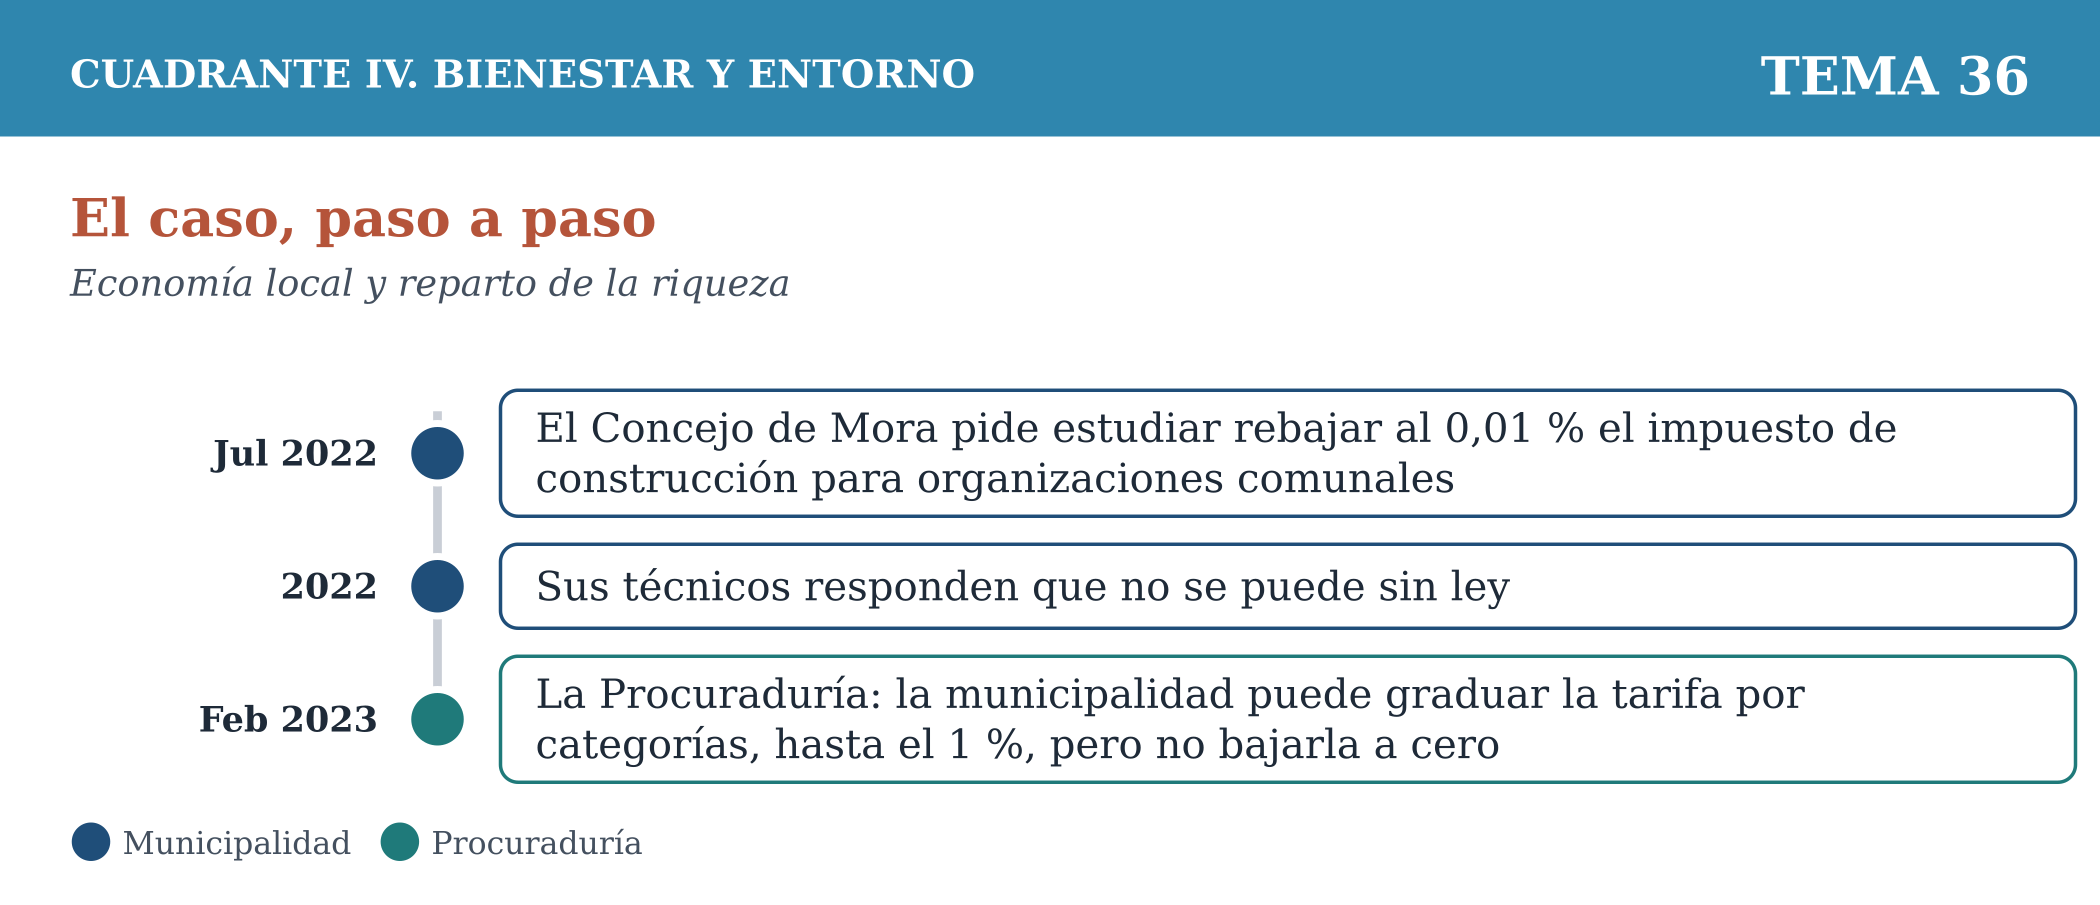 CUADRANTE IV. BIENESTAR Y ENTORNO
TEMA 36
El caso, paso a paso
Economía local y reparto de la riqueza
Jul 2022
El Concejo de Mora pide estudiar rebajar al 0,01 % el impuesto de
construcción para organizaciones comunales
2022
Sus técnicos responden que no se puede sin ley
Feb 2023
La Procuraduría: la municipalidad puede graduar la tarifa por
categorías, hasta el 1 %, pero no bajarla a cero
Municipalidad
Procuraduría